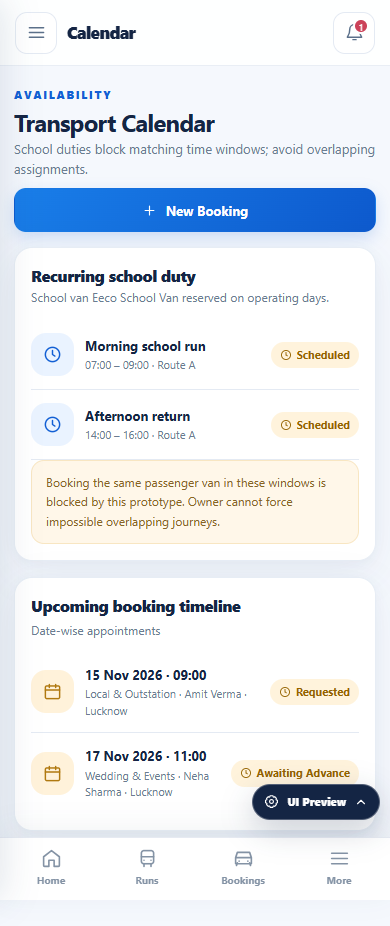 Calendar
1
AVAILABILITY
Transport Calendar
School duties block matching time windows; avoid overlapping
assignments.
+ New Booking
Recurring school duty
School van Eeco School Van reserved on operating days.
Morning school run
07:00 – 09:00 · Route A
Scheduled
Afternoon return
14:00 – 16:00 · Route A
Scheduled
Booking the same passenger van in these windows is
blocked by this prototype. Owner cannot force
impossible overlapping journeys.
Upcoming booking timeline
Date-wise appointments
15 Nov 2026 · 09:00
Local & Outstation · Amit Verma ·
Lucknow
Requested
17 Nov 2026 · 11:00
Wedding & Events · Neha
Sharma · Lucknow
Awaiting Advance
UI Preview
Home
Runs
Bookings
More